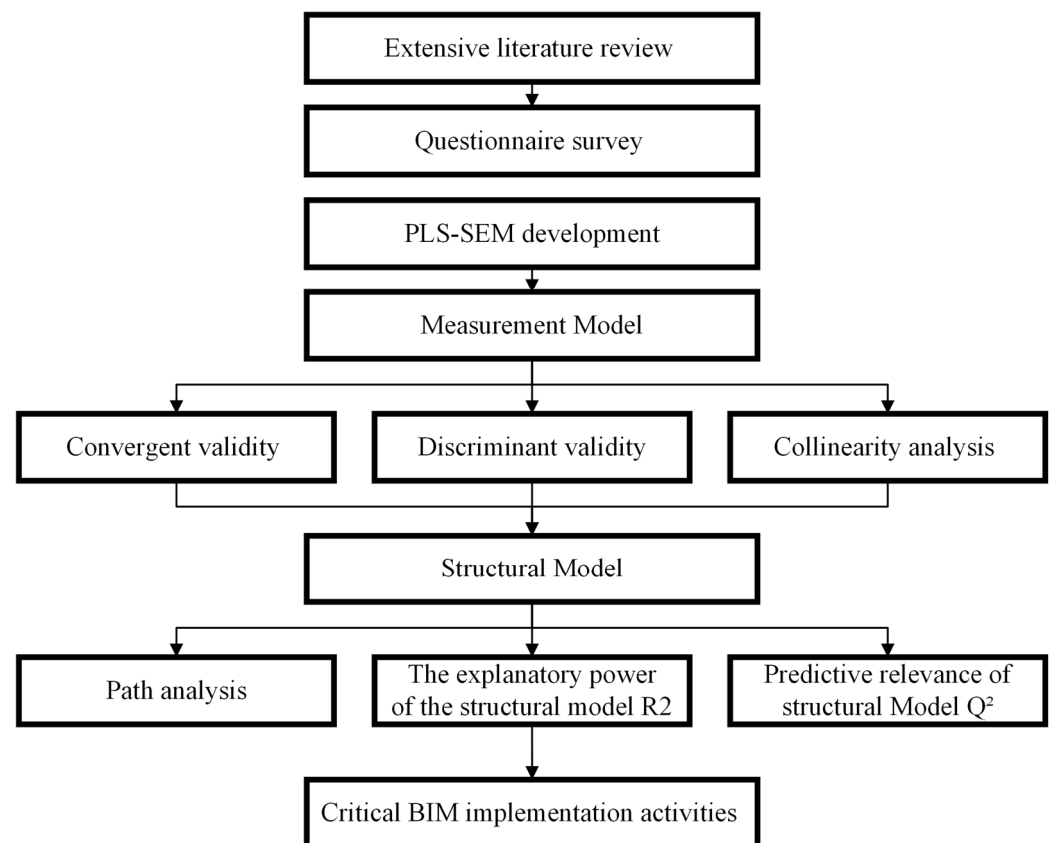 Extensive literature review
Questionnaire survey
PLS-SEM development
Measurement Model
Convergent validity
Discriminant validity
Collinearity analysis
Structural Model
Path analysis
The explanatory power
of the structural model R2
Predictive relevance of
structural Model Q²
Critical BIM implementation activities